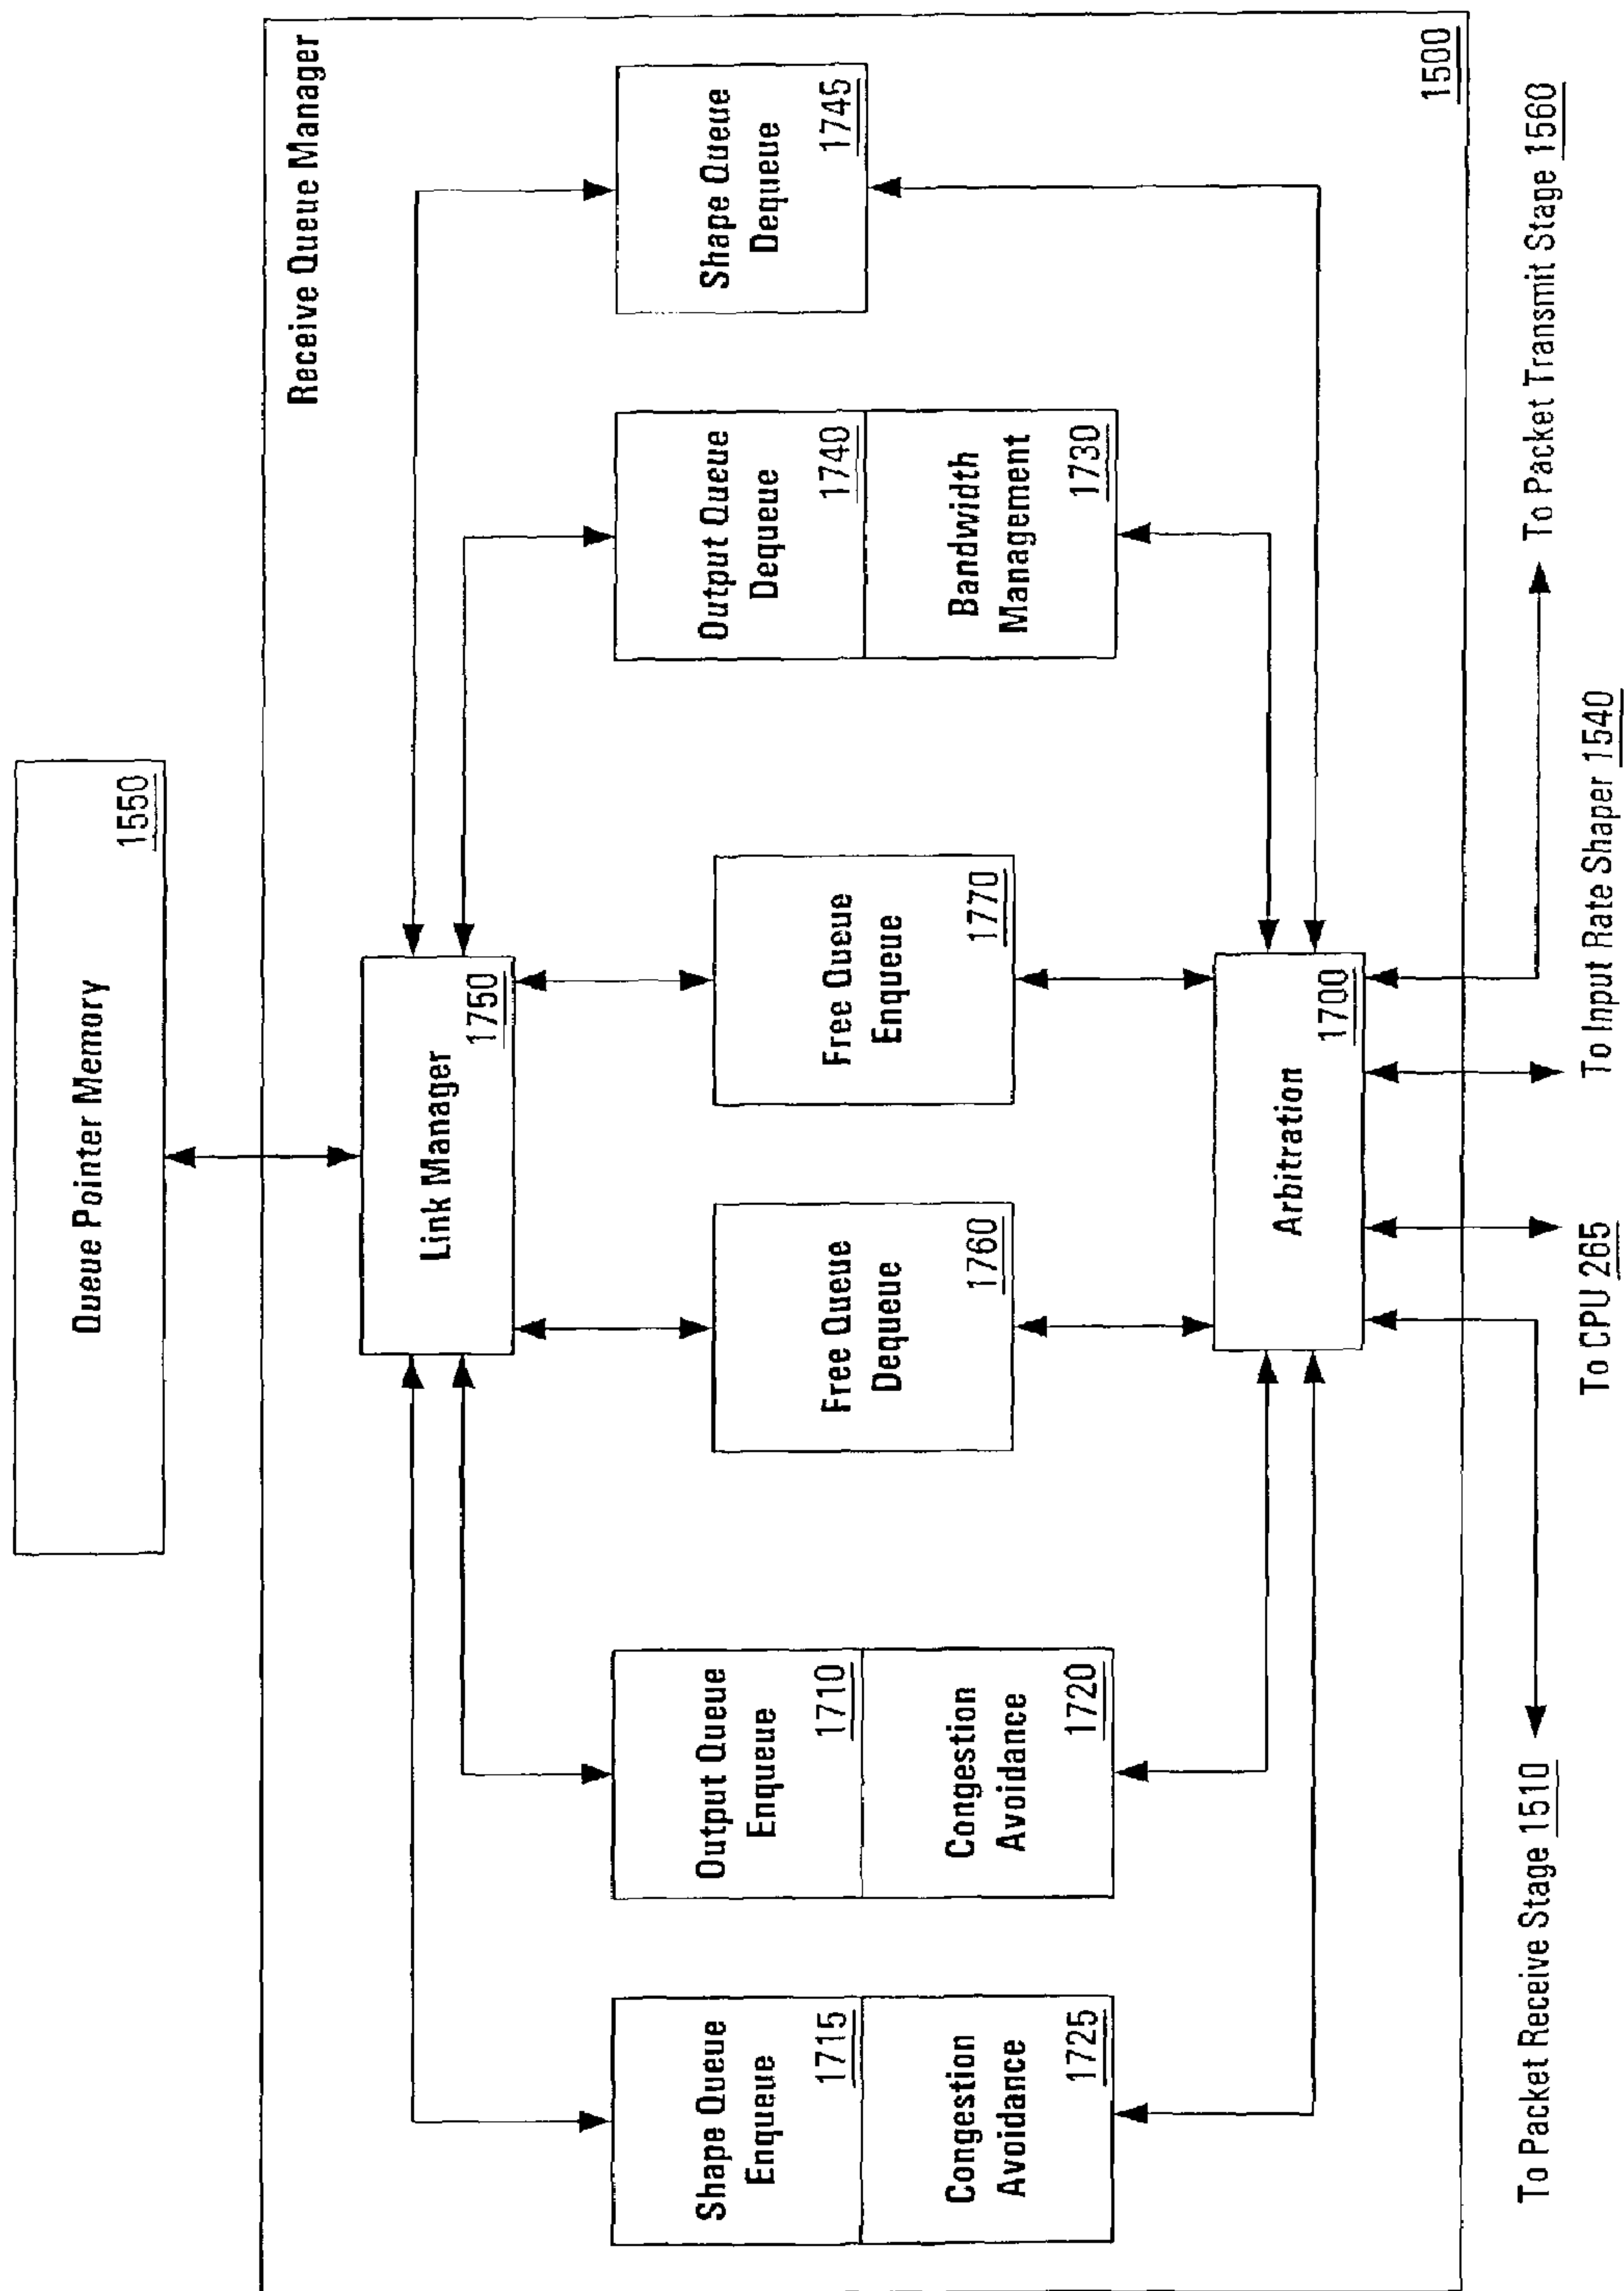 Queue Pointer Memory
1550
Receive Queue Manager
Link Manager
1750
Shape Queue
Enqueue
1715
Congestion
Avoidance
1725
Output Queue
Enqueue
1710
Congestion
Avoidance
1720
Free Queue
Dequeue
1760
Free Queue
Enqueue
1770
Output Queue
Dequeue
1740
Bandwidth
Management
1730
Shape Queue
Dequeue
1745
Arbitration
1700
1500
To Packet Receive Stage 1510
To CPU 265
To Input Rate Shaper 1540
To Packet Transmit Stage 1560